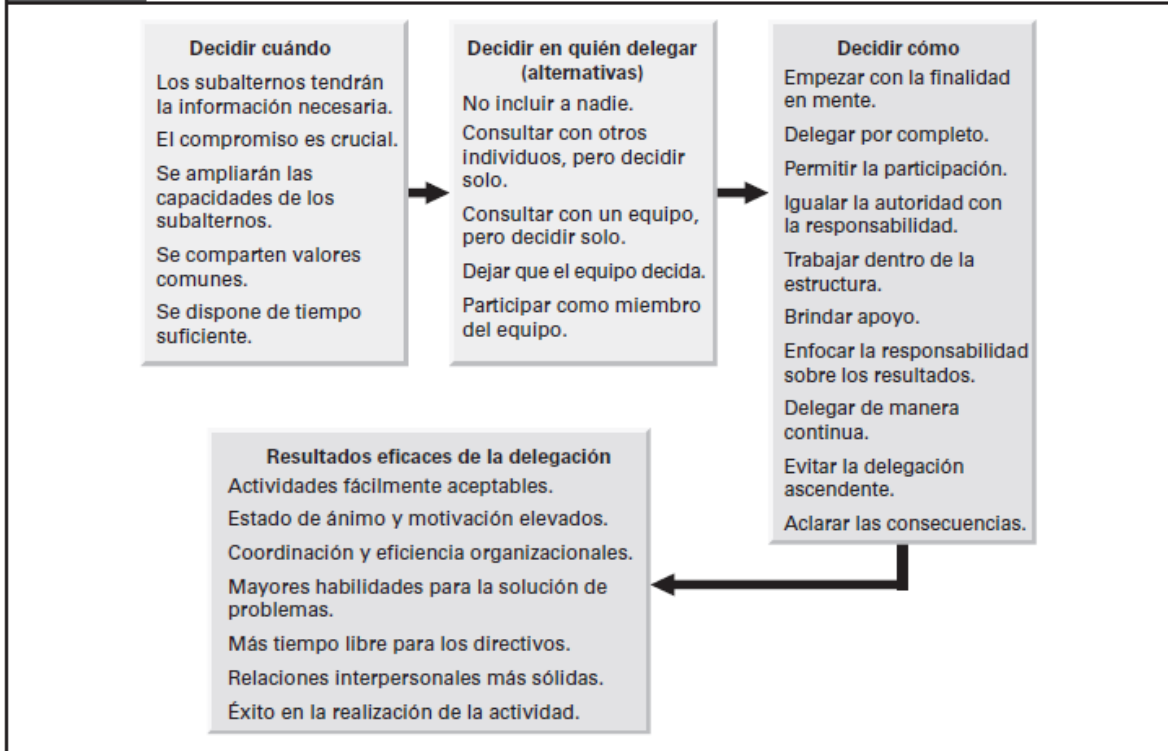 Decidir cuándo
Los subalternos tendrán
la información necesaria.
El compromiso es crucial.
Se ampliarán las
capacidades de los
subalternos.
Se comparten valores
comunes.
Se dispone de tiempo
suficiente.
Decidir en quién delegar
(alternativas)
No incluir a nadie.
Consultar con otros
individuos, pero decidir
solo.
Consultar con un equipo,
pero decidir solo.
Dejar que el equipo decida.
Participar como miembro
del equipo.
Decidir cómo
Empezar con la finalidad
en mente.
Delegar por completo.
Permitir la participación.
Igualar la autoridad con
la responsabilidad.
Trabajar dentro de la
estructura.
Brindar apoyo.
Enfocar la responsabilidad
sobre los resultados.
Delegar de manera
continua.
Evitar la delegación
ascendente.
Aclarar las consecuencias.
Resultados eficaces de la delegación
Actividades fácilmente aceptables.
Estado de ánimo y motivación elevados.
Coordinación y eficiencia organizacionales.
Mayores habilidades para la solución de
problemas.
Más tiempo libre para los directivos.
Relaciones interpersonales más sólidas.
Éxito en la realización de la actividad.